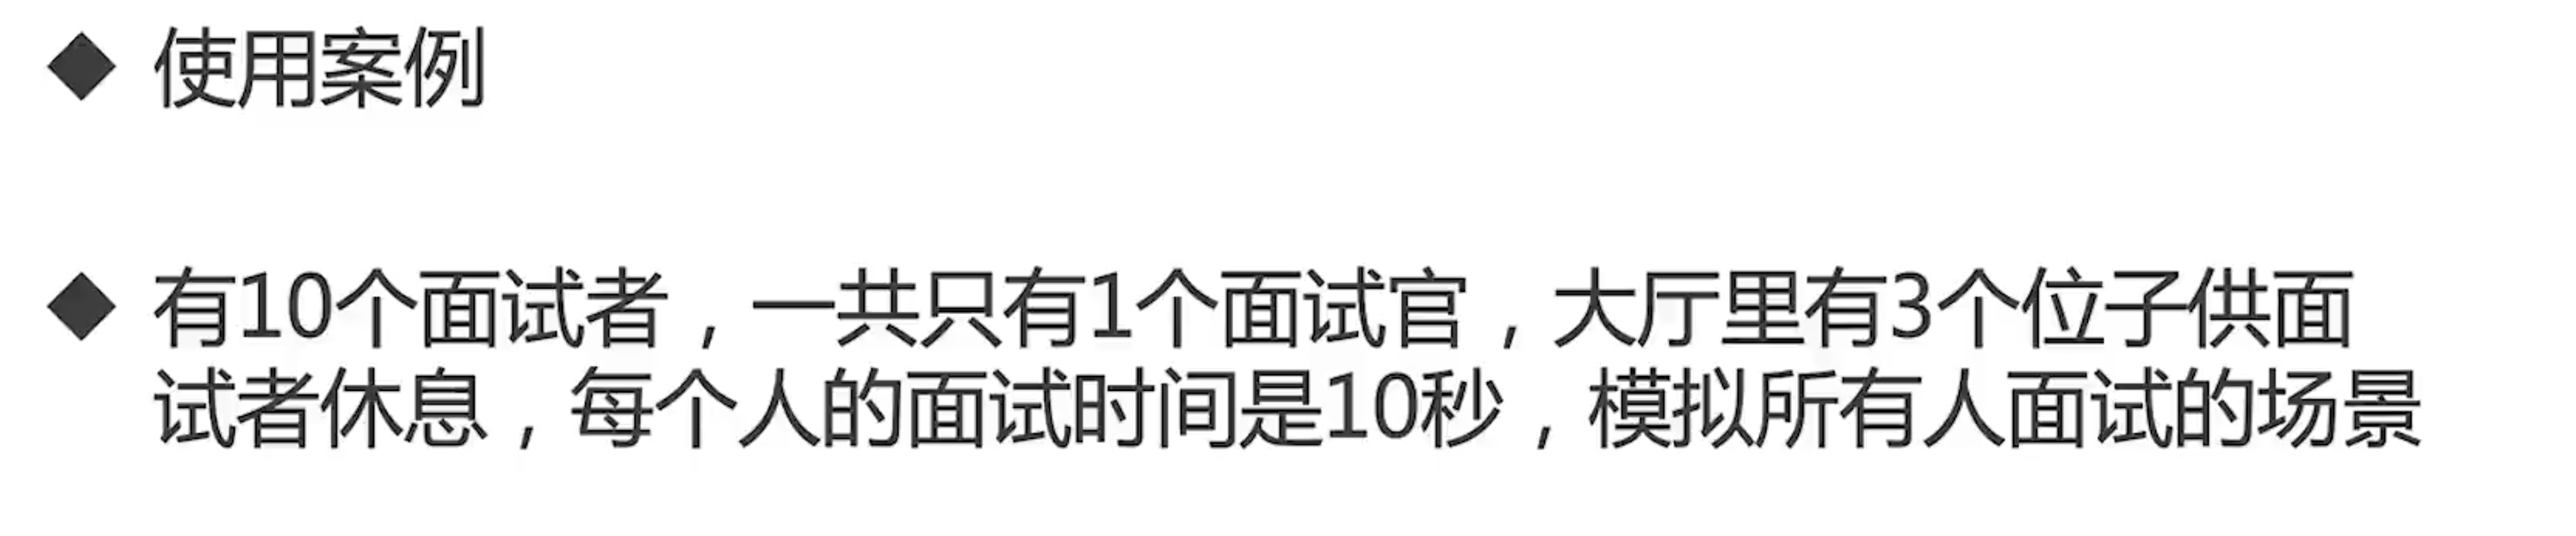 使用案例
有10个面试者，一共只有1个面试官，大厅里有3个位子供面
试者休息，每个人的面试时间是10秒，模拟所有人面试的场景